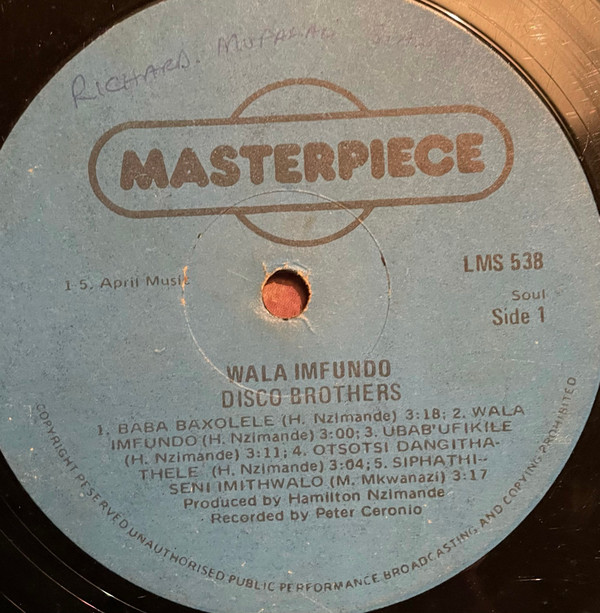 RICHARD.
MASTERPIECE
LMS 538
1-5. April Music
Soul
Side 1
WALA IMFUNDO
DISCO BROTHERS
1. BABA BAXOLELE (H. Nzimande) 3:18; 2. WALA
IMFUNDO (H. Nzimande) 3:00; 3. UBAB'UFIKILE
(H. Nzimande) 3:11; 4. OTSOTSI DANGITHA-
THELE (H. Nzimande) 3:04; 5. SIPHATHI-
SENI IMITHWALO (M. Mkwanazi) 3:17
Produced by Hamilton Nzimande
Recorded by Peter Ceronio
COPYRIGHT RESERVED UNAUTHORISED PUBLIC PERFORMANCE BROADCASTING AND COPYING PROHIBITED